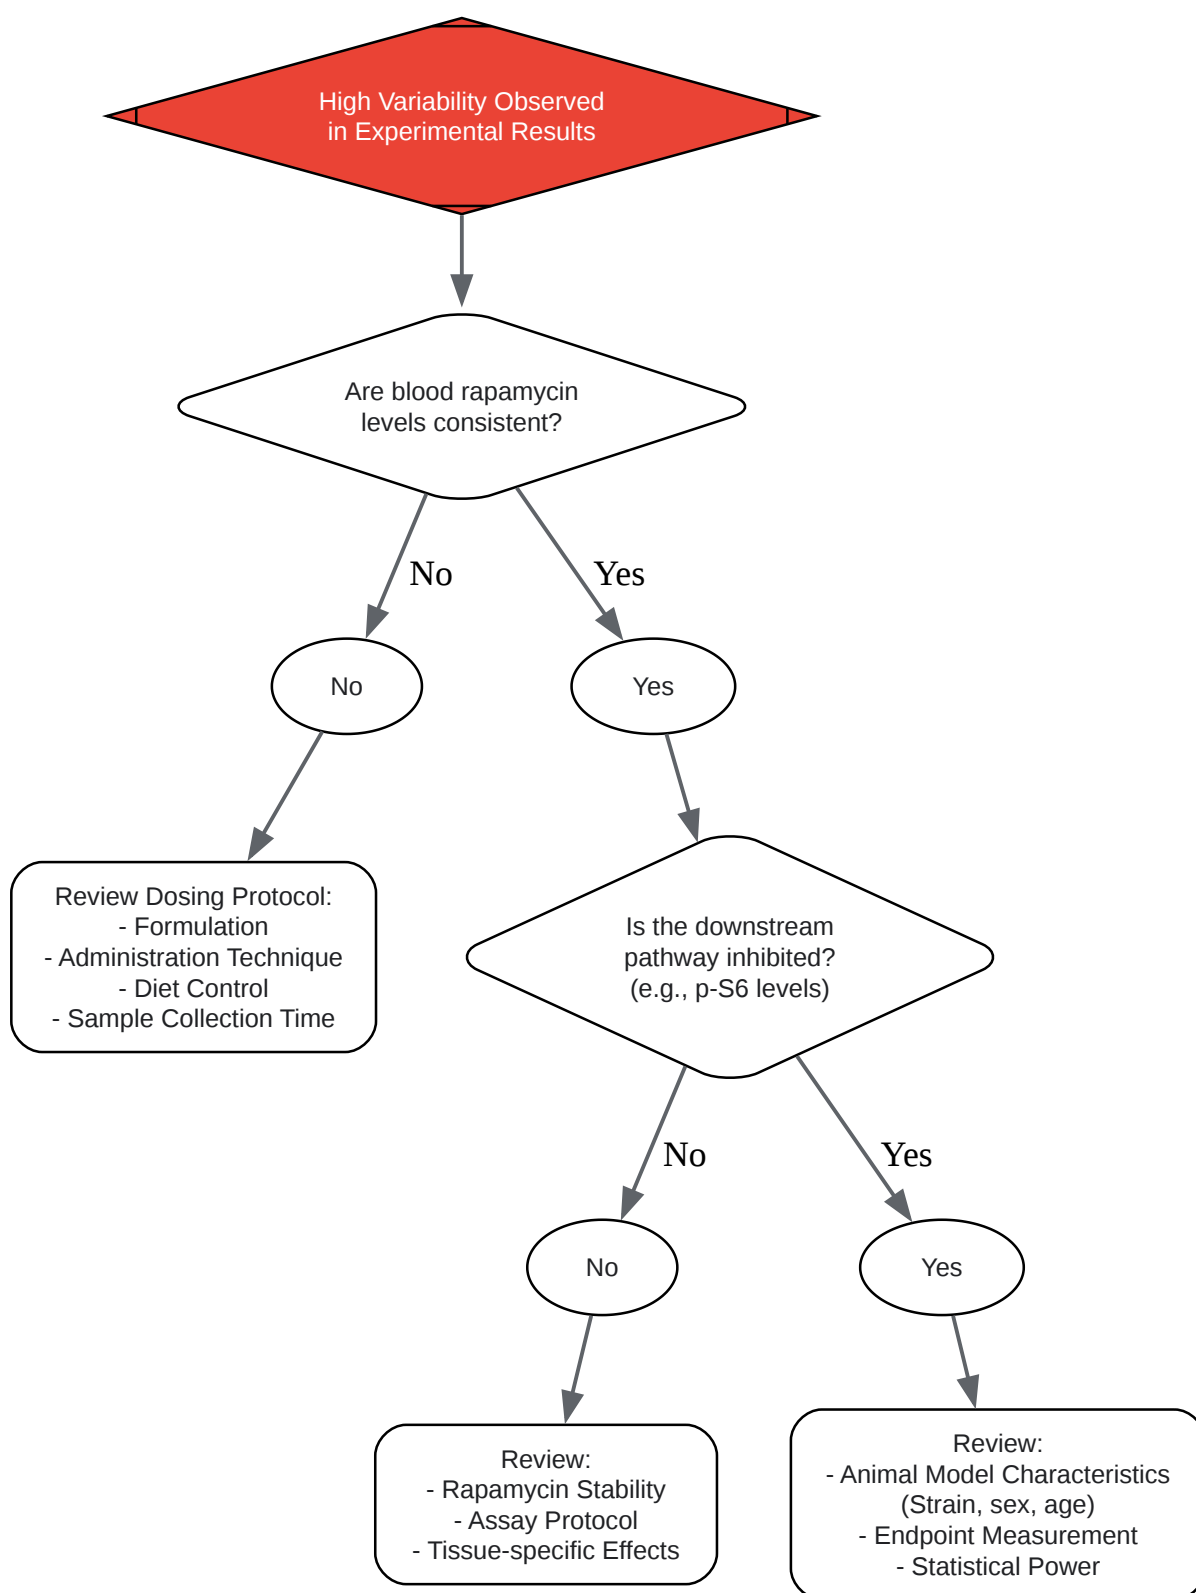 High Variability Observed
in Experimental Results
Are blood rapamycin
levels consistent?
No
Yes
No
Yes
Review Dosing Protocol:
- Formulation
- Administration Technique
- Diet Control
- Sample Collection Time
Is the downstream
pathway inhibited?
(e.g., p-S6 levels)
No
Yes
No
Yes
Review:
- Rapamycin Stability
- Assay Protocol
- Tissue-specific Effects
Review:
- Animal Model Characteristics
(Strain, sex, age)
- Endpoint Measurement
- Statistical Power